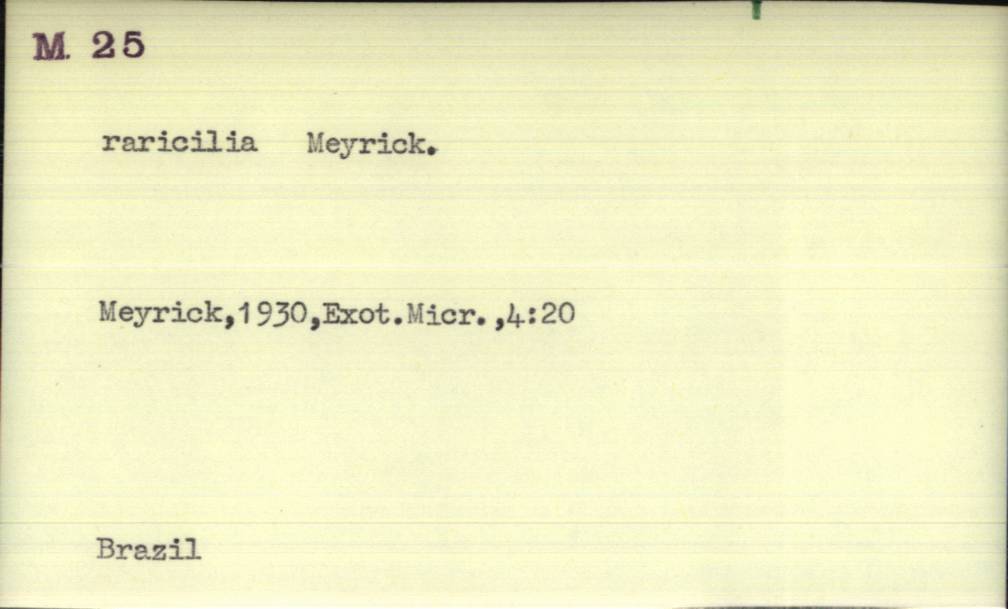 M. 25
raricilia Meyrick.
Meyrick,1930,Exot.Micr.,4:20
Brazil